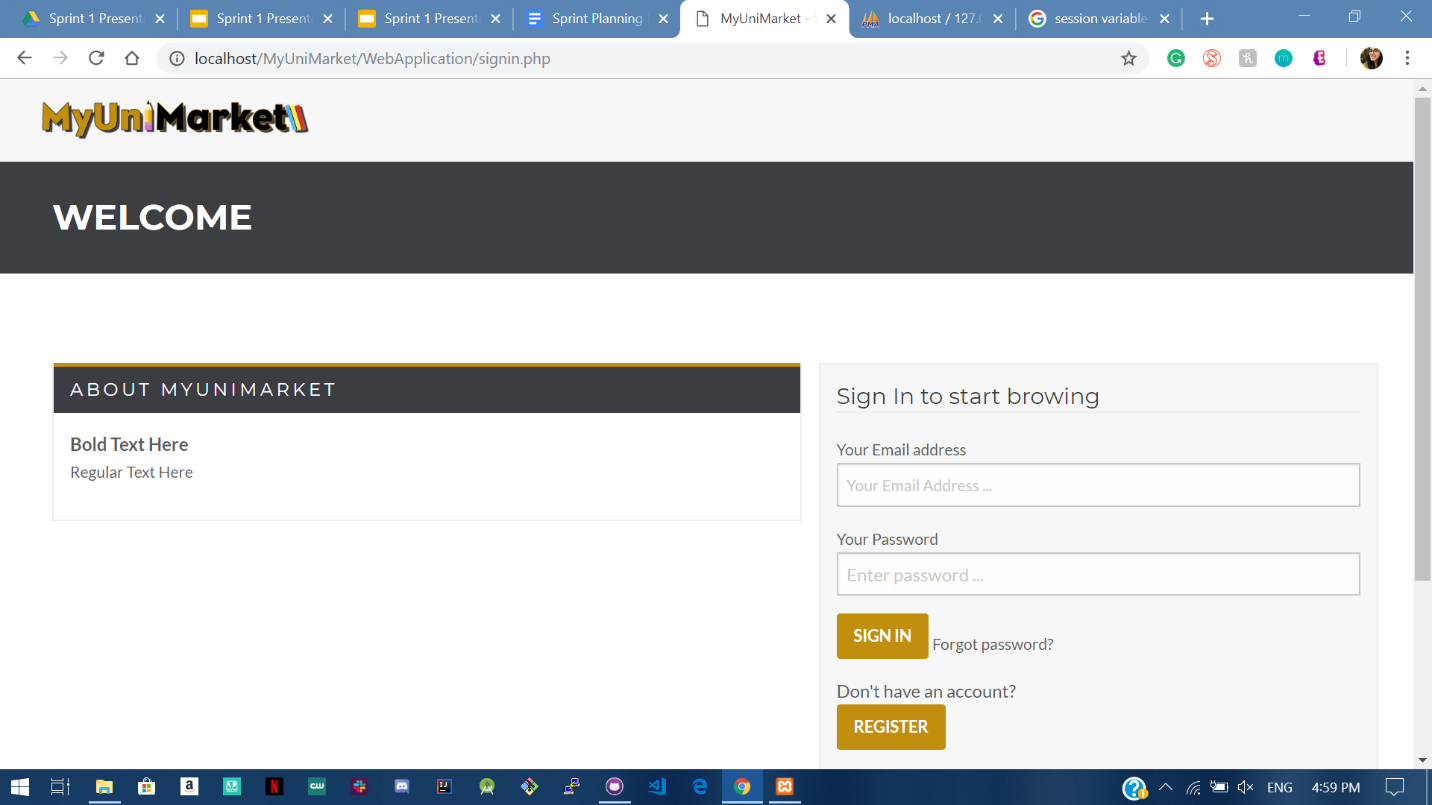 Sprint 1 Present
Sprint 1 Present
Sprint 1 Present
Sprint Planning
MyUniMarket -
localhost / 127.
session variable
localhost/MyUniMarket/WebApplication/signin.php
MyUniMarket
WELCOME
ABOUT MYUNIMARKET
Bold Text Here
Regular Text Here
Sign In to start browing
Your Email address
Your Email Address ...
Your Password
Enter password ...
SIGN IN
Forgot password?
Don't have an account?
REGISTER
ENG
4:59 PM